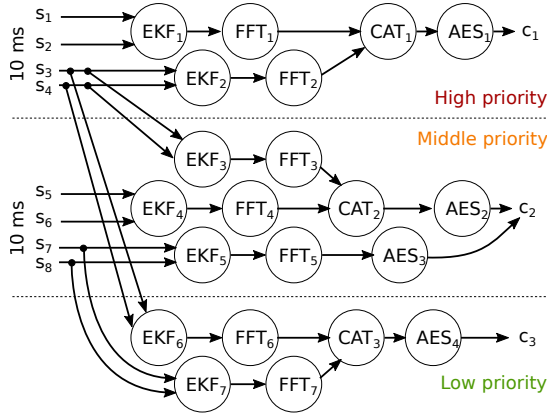 10 ms
s1
s2
s3
s4
EKF1
FFT1
CAT1
AES1
c1
EKF2
FFT2
High priority
Middle priority
EKF3
FFT3
10 ms
s5
s6
s7
s8
EKF4
FFT4
CAT2
AES2
c2
EKF5
FFT5
AES3
EKF6
FFT6
CAT3
AES4
c3
EKF7
FFT7
Low priority